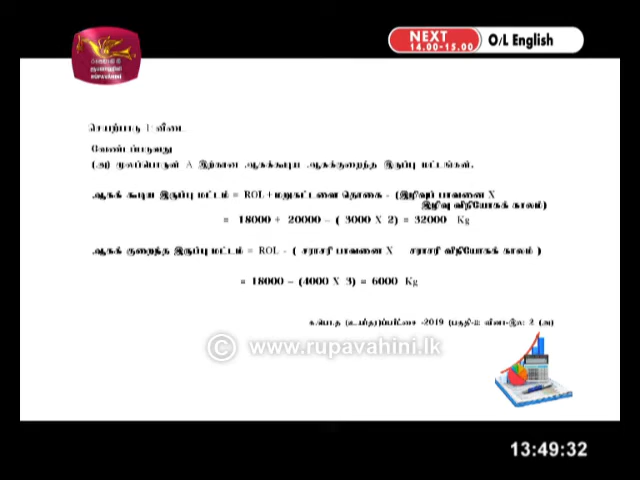 NEXT
14.00-15.00
O/L English
RUPAVAHINI
செயற்பாடு 1: விடை
வேண்டப்படுவது
(அ) மூலப்பொருள் A இற்கான ஆகக்கூடிய ஆகக்குறைந்த இருப்பு மட்டங்கள்.
ஆகக் கூடிய இருப்பு மட்டம் = ROL + மறுகட்டளை தொகை - (இழிவுப் பாவனை X
இழிவு விநியோகக் காலம்)
= 18000 + 20000 – ( 3000 X 2) = 32000 Kg
ஆகக் குறைந்த இருப்பு மட்டம் = ROL - ( சராசரி பாவனை X சராசரி விநியோகக் காலம் )
= 18000 – (4000 X 3) = 6000 Kg
க.பொ.த (உயர்தர)ப்பரீட்சை -2019 (பகுதி-II: வினா-இல: 2 (அ)
© www.rupavahini.lk
13:49:32